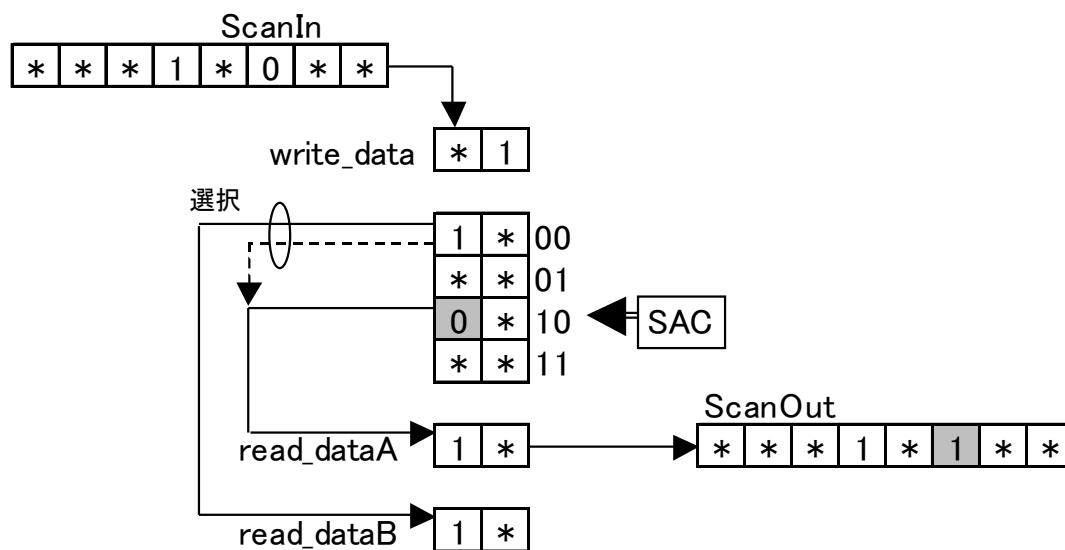 ScanIn
* * * 1 * 0 * *
write_data * 1
選択
1 * 00
* * 01
0 * 10
SAC
* * 11
ScanOut
read_dataA 1 *
* * * 1 * 1 * *
read_dataB 1 *